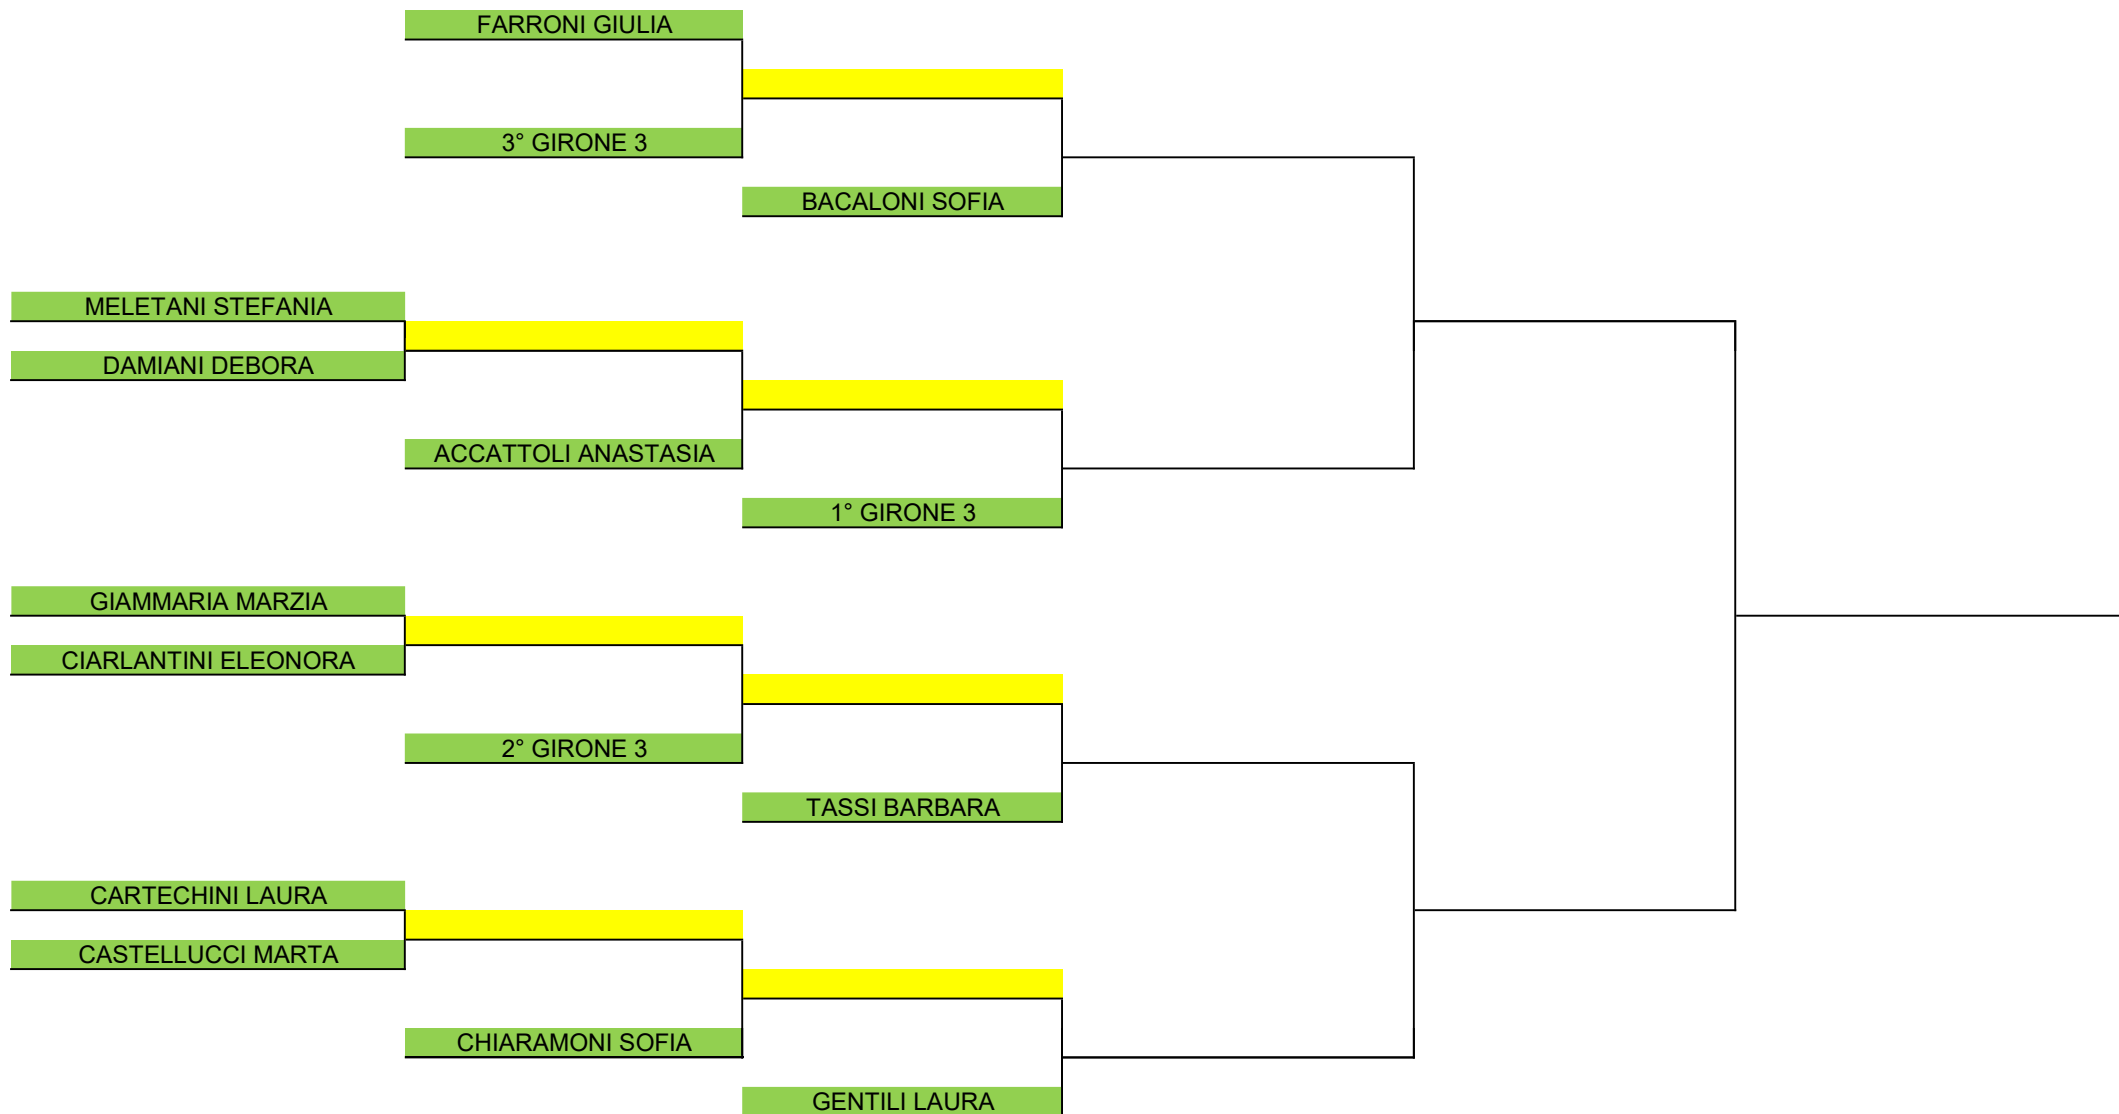 FARRONI GIULIA
3° GIRONE 3
BACALONI SOFIA
MELETANI STEFANIA
DAMIANI DEBORA
ACCATTOLI ANASTASIA
1° GIRONE 3
GIAMMARIA MARZIA
CIARLANTINI ELEONORA
2° GIRONE 3
TASSI BARBARA
CARTECHINI LAURA
CASTELLUCCI MARTA
CHIARAMONI SOFIA
GENTILI LAURA